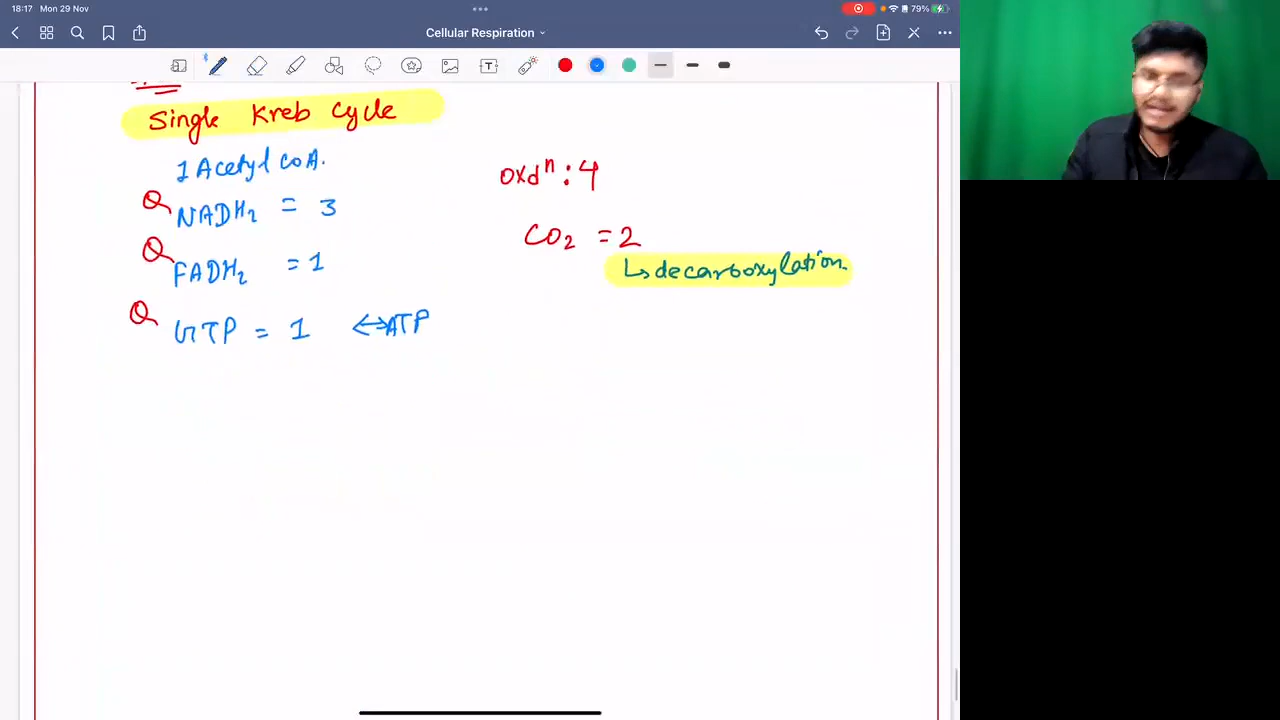 18:17 Mon 29 Nov
79%
Cellular Respiration
Single Kreb Cycle
1 Acetyl CoA.
Q NADH2 = 3
Q FADH2 = 1
Q GTP = 1 ↔ATP
oxdⁿ : 4
CO2 = 2
↳ decarboxylation.